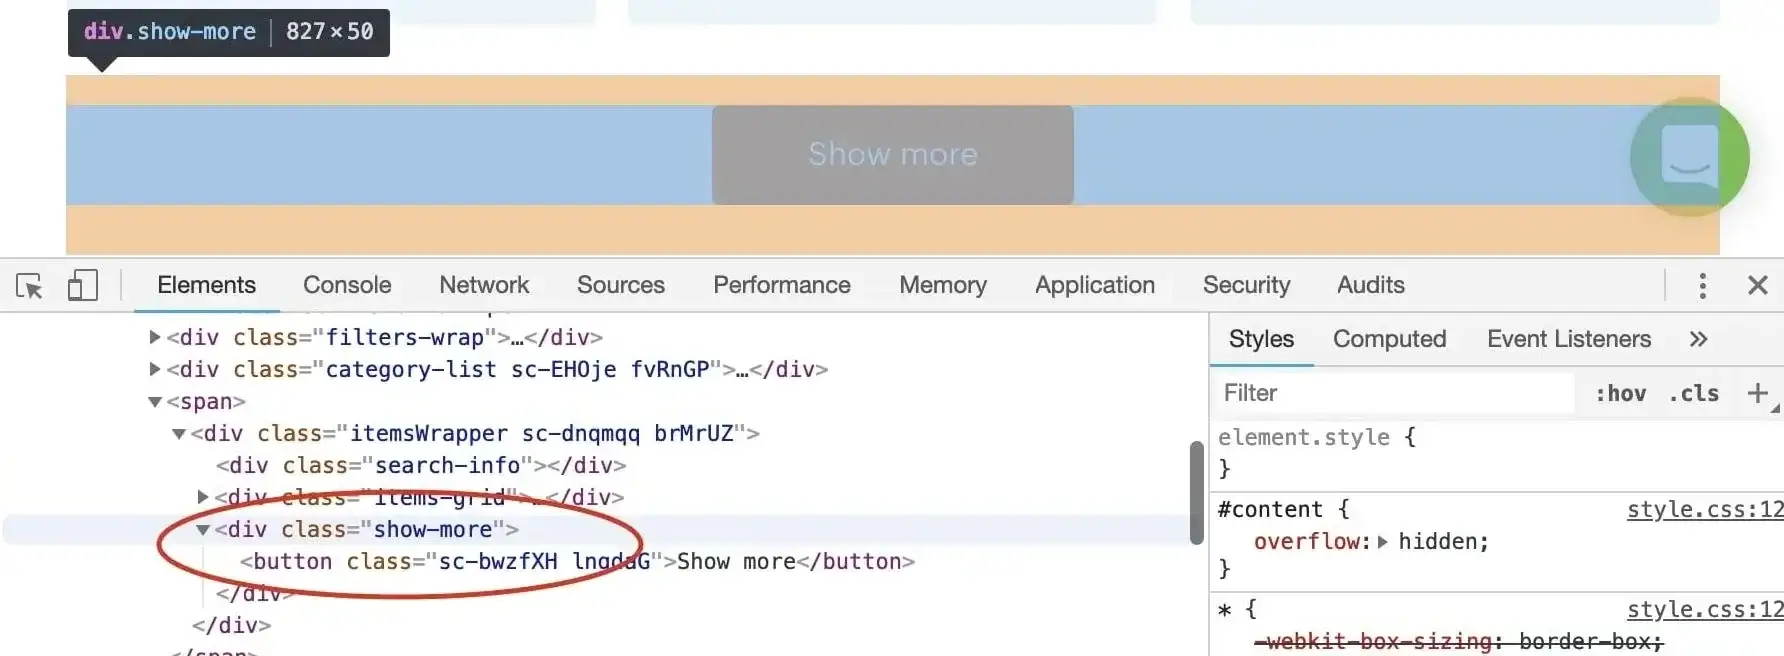 div.show-more | 827×50
Show more
Elements Console Network Sources Performance Memory Application Security Audits
▶<div class="filters-wrap">…</div>
▶<div class="category-list sc-EHOje fvRnGP">…</div>
▼<span>
▼<div class="itemsWrapper sc-dnqmqq brMrUZ">
<div class="search-info"></div>
▶<div class="items-grid">…</div>
▼<div class="show-more">
<button class="sc-bwzfXH">Show more</button>
</div>
</div>
</span>
Styles Computed Event Listeners »
Filter :hov .cls +
element.style {
}
#content { style.css:12
overflow:▶ hidden;
}
* { style.css:12
-webkit-box-sizing: border-box;